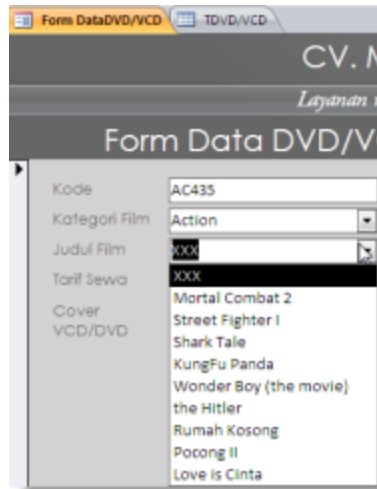 Form DataDVD/VCD TDVD/VCD
CV. M
Layanan
Form Data DVD/V
Kode AC435
Kategori Film Action
Judul Film xxx
Tarif Sewa xxx
Cover Mortal Combat 2
VCD/DVD Street Fighter I
Shark Tale
KungFu Panda
Wonder Boy (the movie)
the Hitler
Rumah Kosong
Pocong II
Love is Cinta